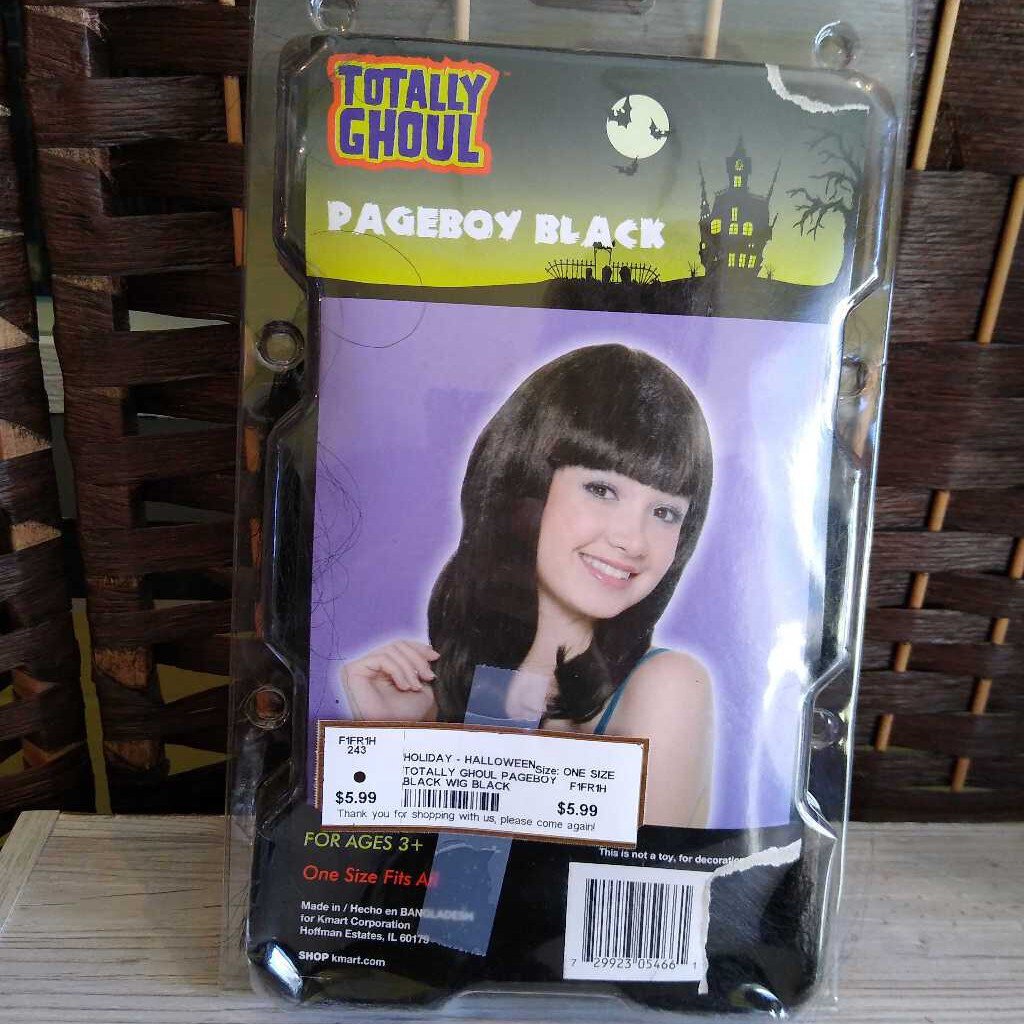 TOTALLY
GHOUL
™
PAGEBOY BLACK
F1FR1H
243
$5.99
HOLIDAY - HALLOWEEN
Size: ONE SIZE
TOTALLY GHOUL PAGEBOY
BLACK WIG BLACK
F1FR1H
$5.99
Thank you for shopping with us, please come again!
FOR AGES 3+
One Size Fits All
This is not a toy, for
Made in / Hecho en BANGLADESH
for Kmart Corporation
Hoffman Estates, IL 60179
SHOP kmart.com
7 29923 05466 1